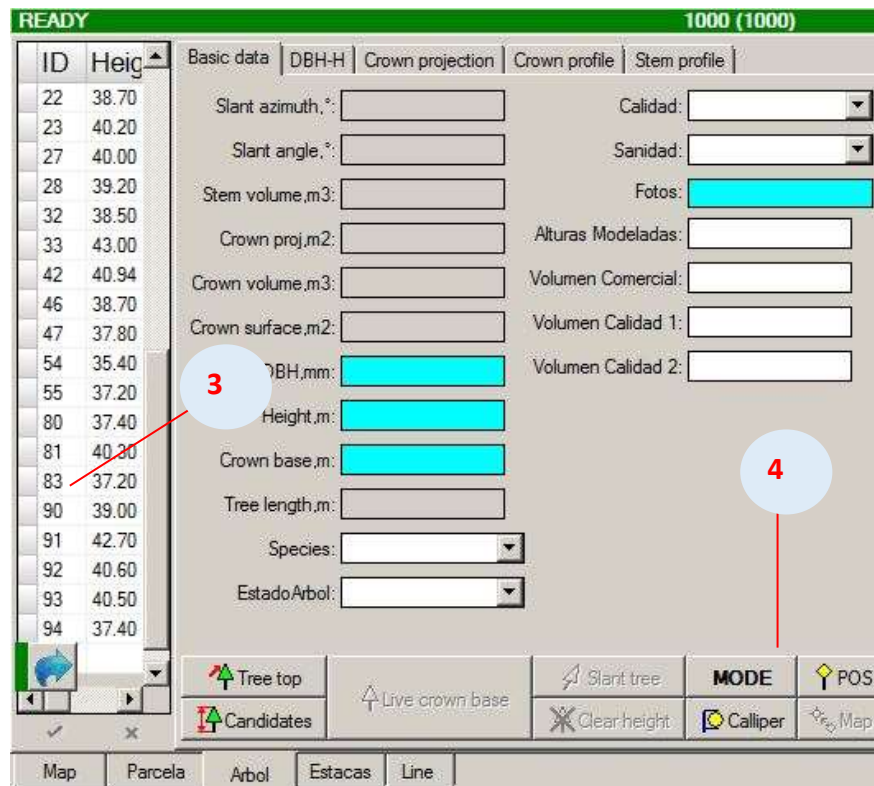 READY 1000 (1000)
ID Heig
22 38.70
23 40.20
27 40.00
28 39.20
32 38.50
33 43.00
42 40.94
46 38.70
47 37.80
54 35.40
55 37.20
80 37.40
81 40.30
83 37.20
90 39.00
91 42.70
92 40.60
93 40.50
94 37.40
Basic data DBH-H Crown projection Crown profile Stem profile
Slant azimuth,°:
Slant angle,°:
Stem volume,m3:
Crown proj,m2:
Crown volume,m3:
Crown surface,m2:
DBH,mm:
Height,m:
Crown base,m:
Tree length,m:
Species:
EstadoArbol:
Calidad:
Sanidad:
Fotos:
Alturas Modeladas:
Volumen Comercial:
Volumen Calidad 1:
Volumen Calidad 2:
3
4
Tree top
Candidates
Live crown base
Slant tree
Clear height
MODE
Calliper
POS
Map
Map Parcela Arbol Estacas Line